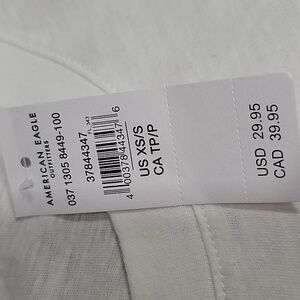 AMERICAN EAGLE
OUTFITTERS
037 1305 8449-100
37844347
FL_343
4 00378 44347 6
US XS/S
CA TP/P
USD 29.95
CAD 39.95